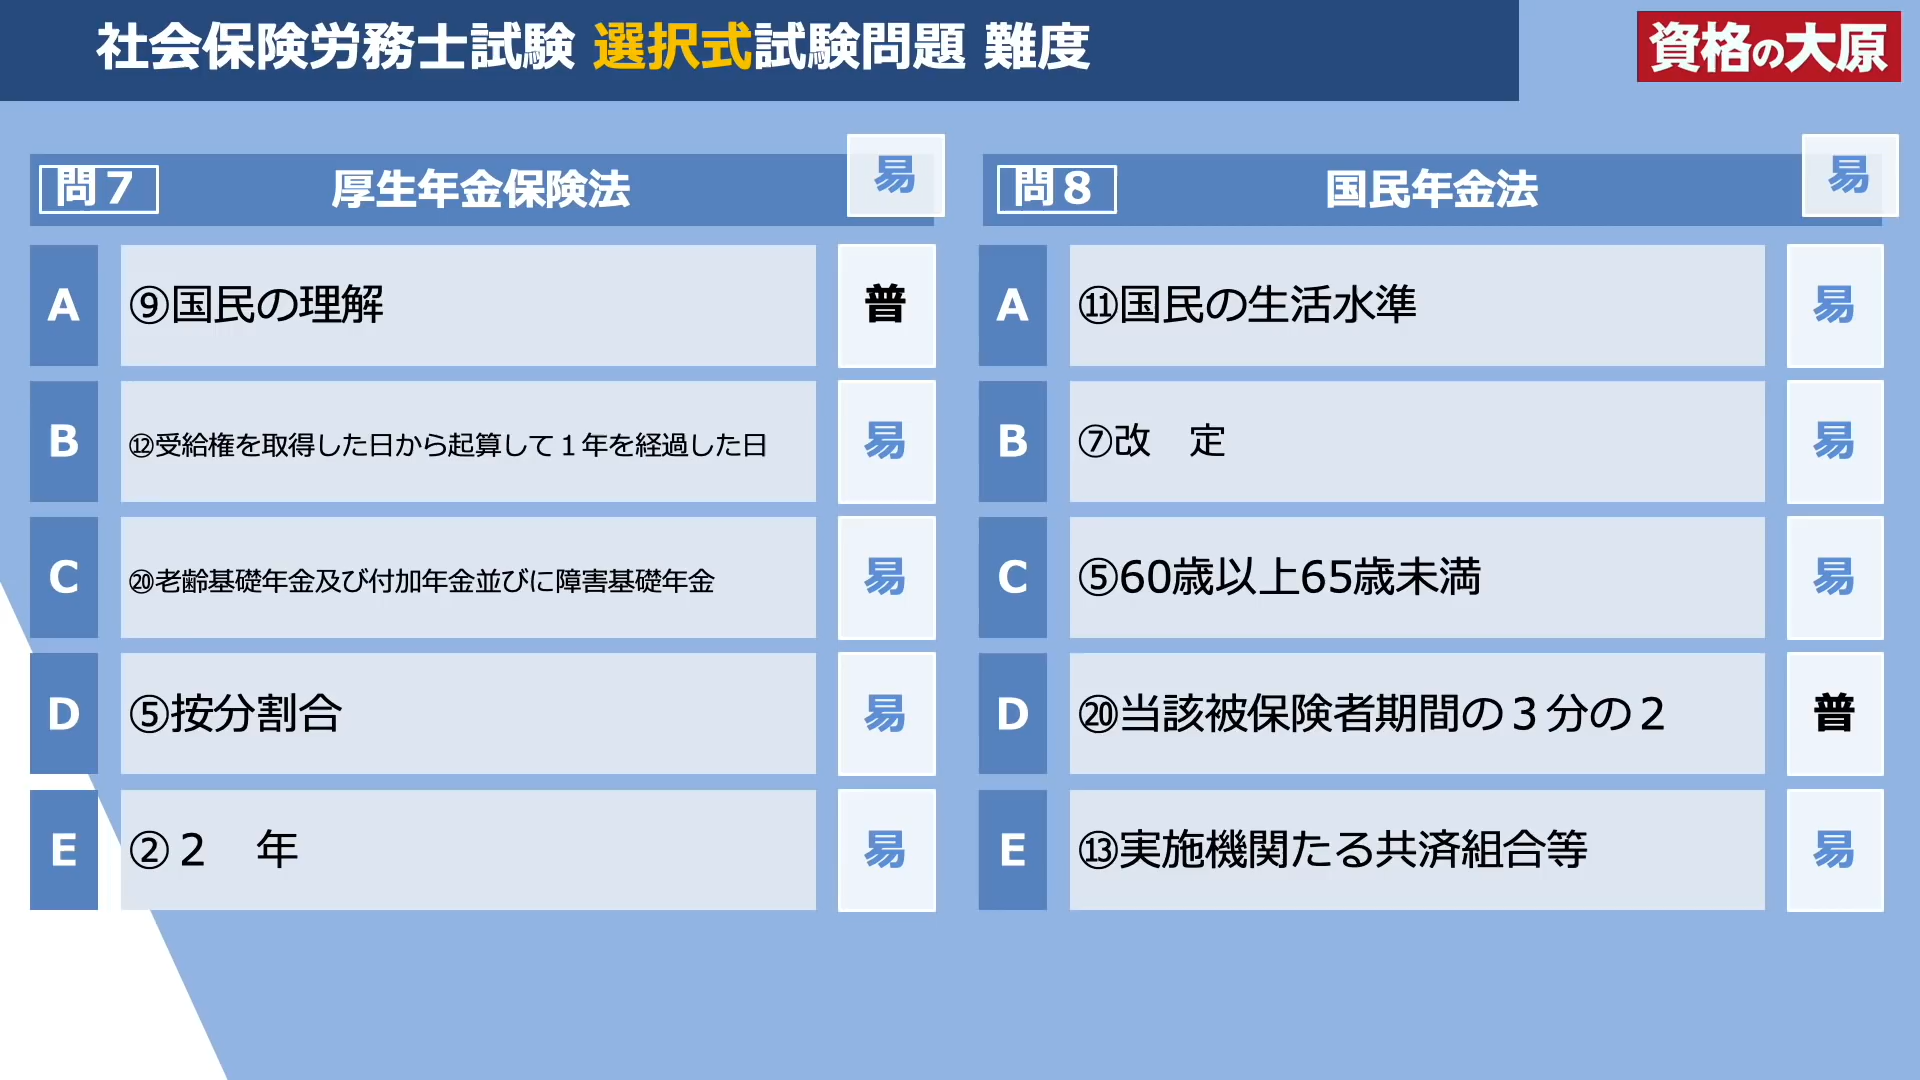 社会保険労務士試験 選択式試験問題 難度
資格の大原
問７ 厚生年金保険法 易
A ⑨国民の理解 普
B ⑫受給権を取得した日から起算して１年を経過した日 易
C ⑳老齢基礎年金及び付加年金並びに障害基礎年金 易
D ⑤按分割合 易
E ②２　年 易
問８ 国民年金法 易
A ⑪国民の生活水準 易
B ⑦改　定 易
C ⑤60歳以上65歳未満 易
D ⑳当該被保険者期間の３分の２ 普
E ⑬実施機関たる共済組合等 易